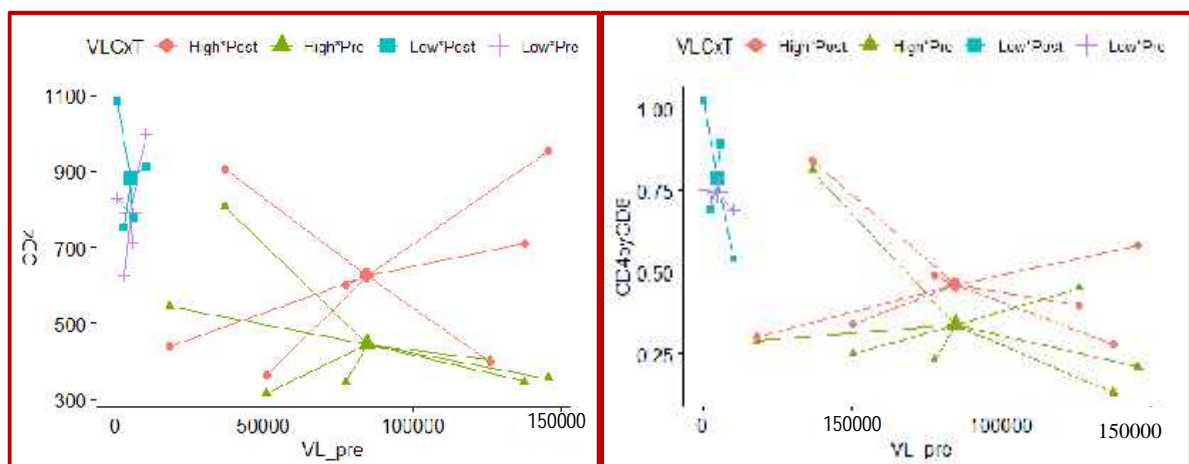 VLCxT High*Post High*Pre Low*Post Low*Pre
1100
900
700
500
300
CD4
0 50000 100000 150000
VL_pre
VLCxT High*Post High*Pre Low*Post Low*Pre
1.00
0.75
0.50
0.25
CD4byCD8
0 150000 100000 150000
VL_pre